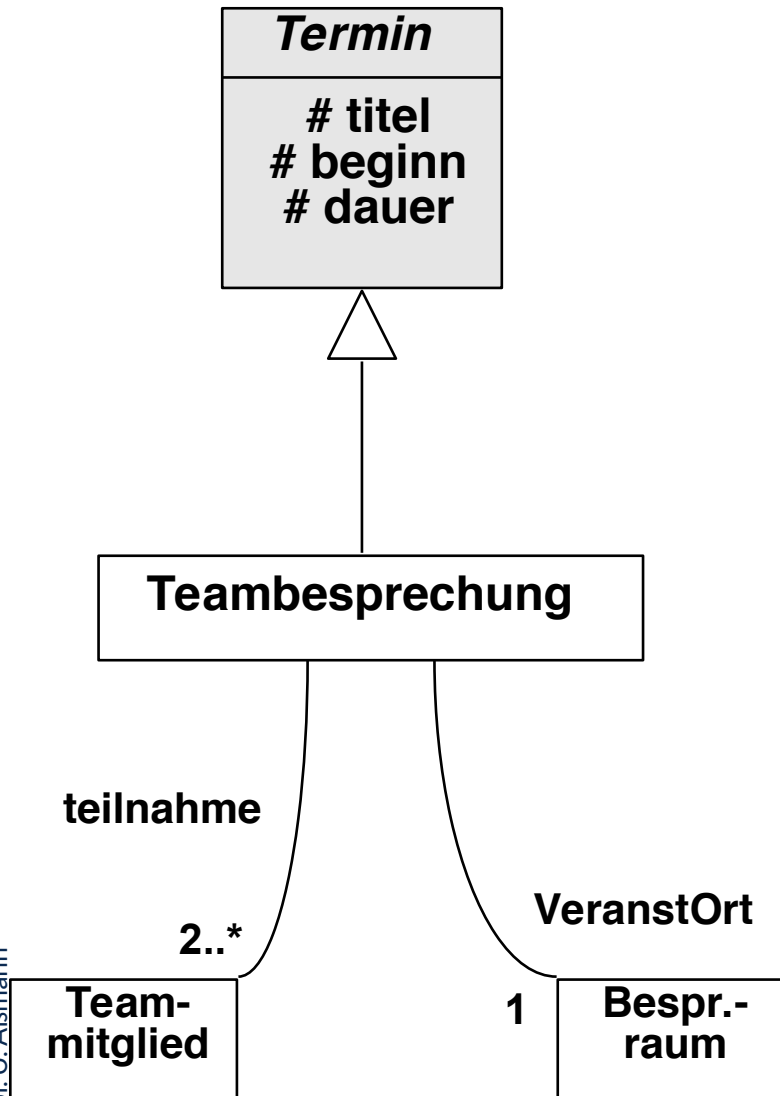 Termin
# titel
# beginn
# dauer
Teambesprechung
teilnahme
VeranstOrt
2..*
1
Team-
mitglied
Bespr.-
raum